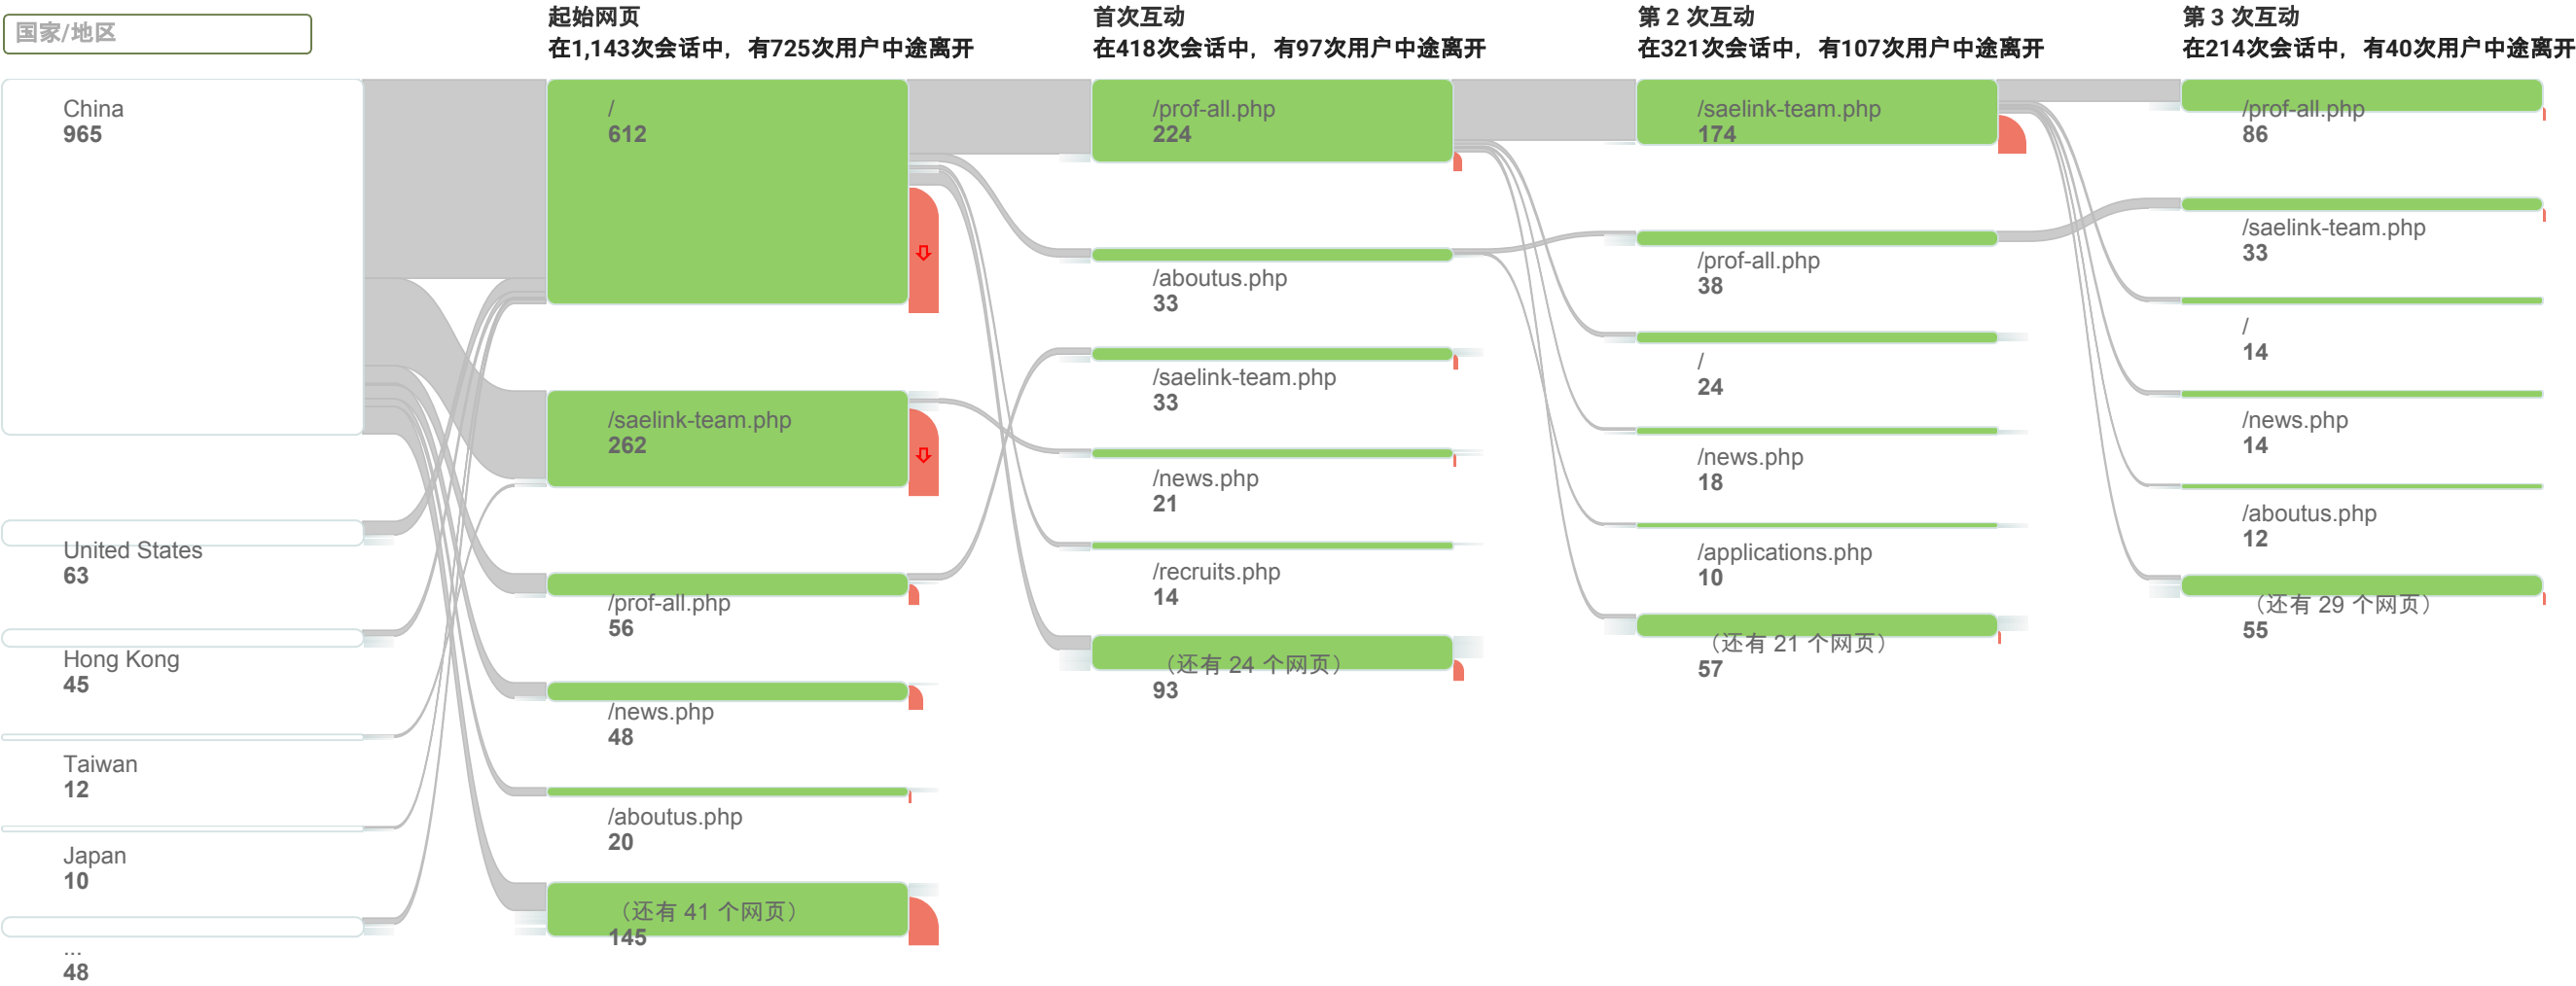 国家/地区
起始网页
在1,143次会话中，有725次用户中途离开
首次互动
在418次会话中，有97次用户中途离开
第 2 次互动
在321次会话中，有107次用户中途离开
第 3 次互动
在214次会话中，有40次用户中途离开
China
965
United States
63
Hong Kong
45
Taiwan
12
Japan
10
...
48
/
612
/saelink-team.php
262
/prof-all.php
56
/news.php
48
/aboutus.php
20
（还有 41 个网页）
145
/prof-all.php
224
/aboutus.php
33
/saelink-team.php
33
/news.php
21
/recruits.php
14
（还有 24 个网页）
93
/saelink-team.php
174
/prof-all.php
38
/
24
/news.php
18
/applications.php
10
（还有 21 个网页）
57
/prof-all.php
86
/saelink-team.php
33
/
14
/news.php
14
/aboutus.php
12
（还有 29 个网页）
55